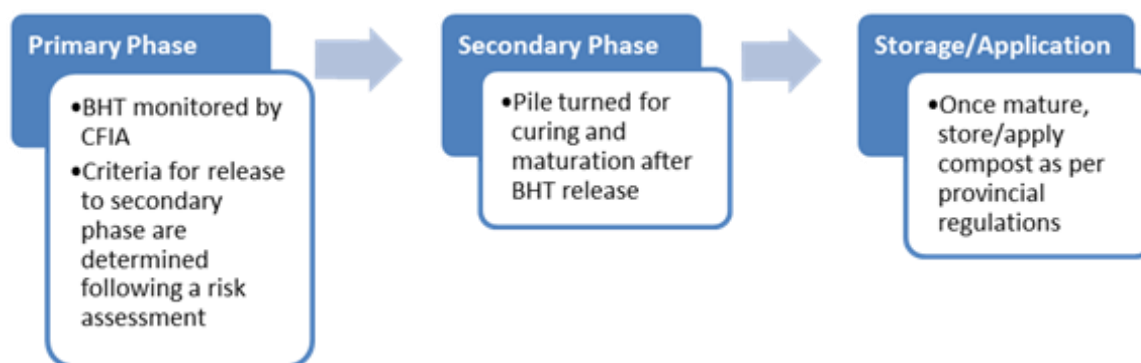 Primary Phase
•BHT monitored by
CFIA
•Criteria for release
to secondary
phase are
determined
following a risk
assessment
Secondary Phase
•Pile turned for
curing and
maturation after
BHT release
Storage/Application
•Once mature,
store/apply
compost as per
provincial
regulations